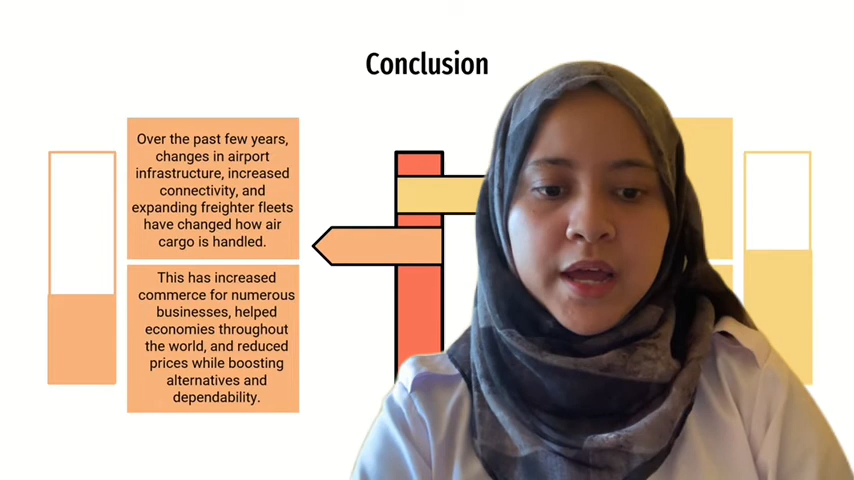 Conclusion
Over the past few years,
changes in airport
infrastructure, increased
connectivity, and
expanding freighter fleets
have changed how air
cargo is handled.
This has increased
commerce for numerous
businesses, helped
economies throughout
the world, and reduced
prices while boosting
alternatives and
dependability.